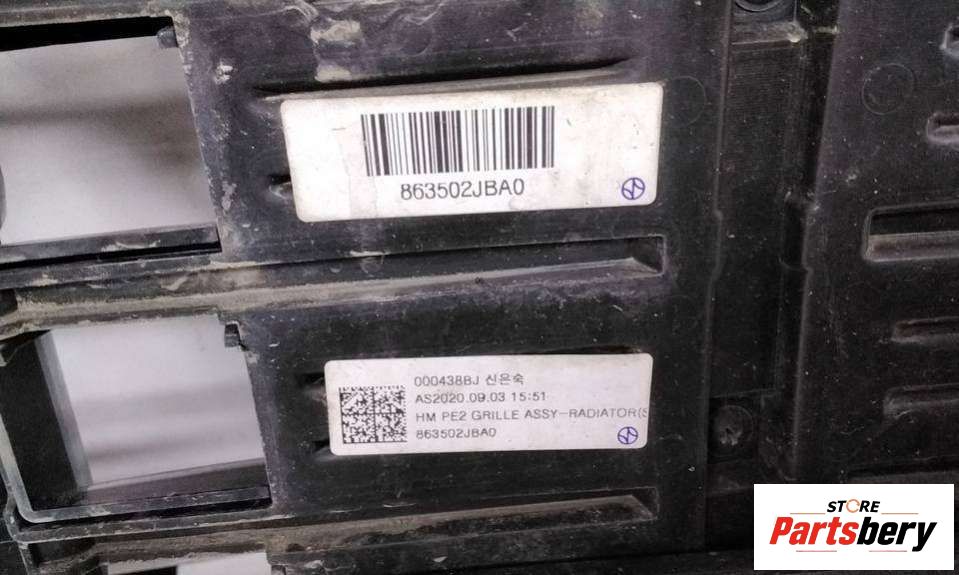 863502JBA0
000438BJ 신은숙
AS2020.09.03 15:51
HM PE2 GRILLE ASSY-RADIATOR(S
863502JBA0
STORE
Partsbery